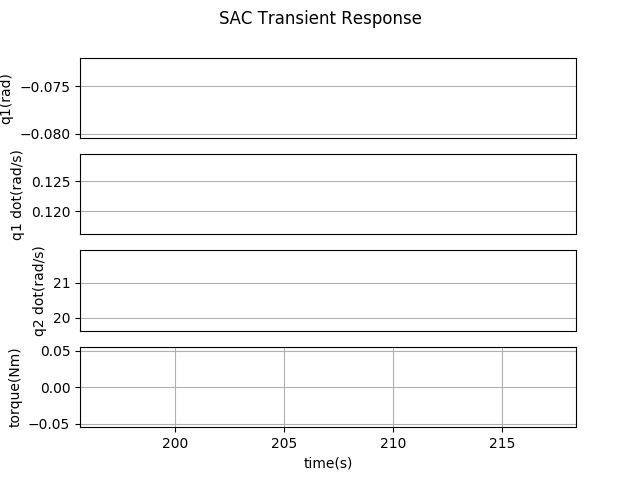 SAC Transient Response
q1(rad)
−0.075
−0.080
q1 dot(rad/s)
0.125
0.120
q2 dot(rad/s)
21
20
torque(Nm)
0.05
0.00
−0.05
200 205 210 215
time(s)